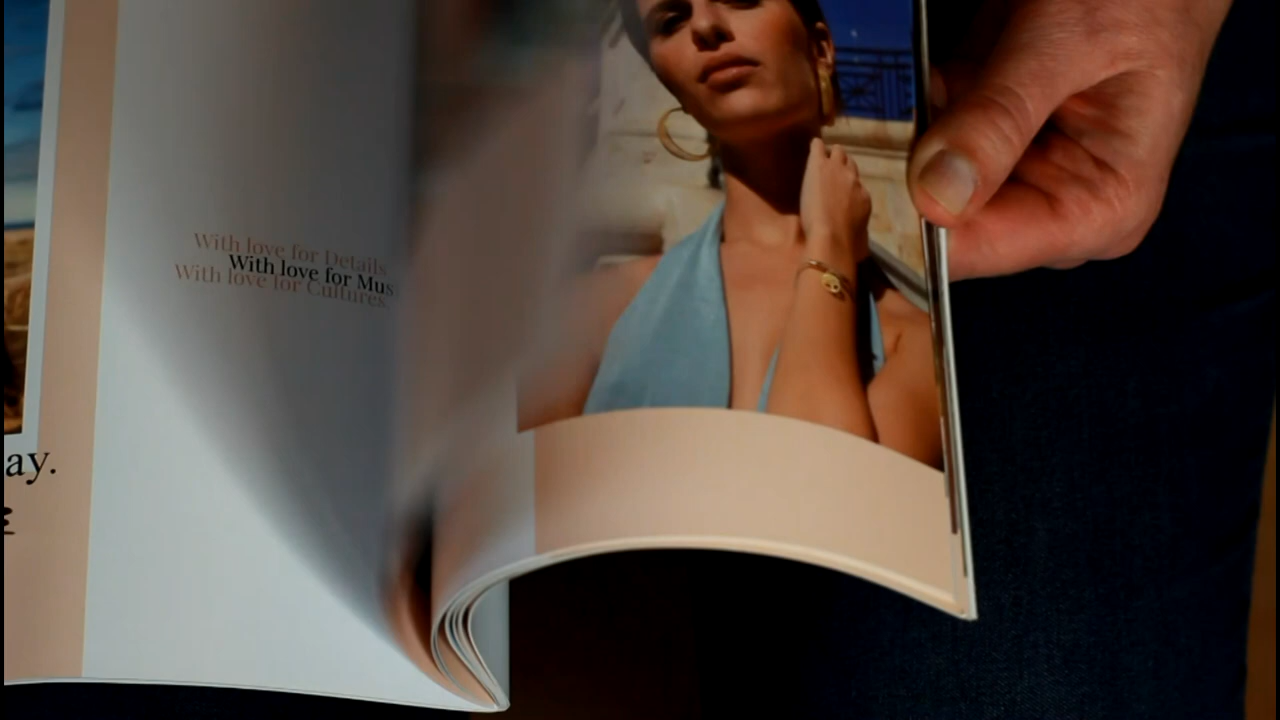 With love for Details
With love for Mus
With love for Cultures.
ay.